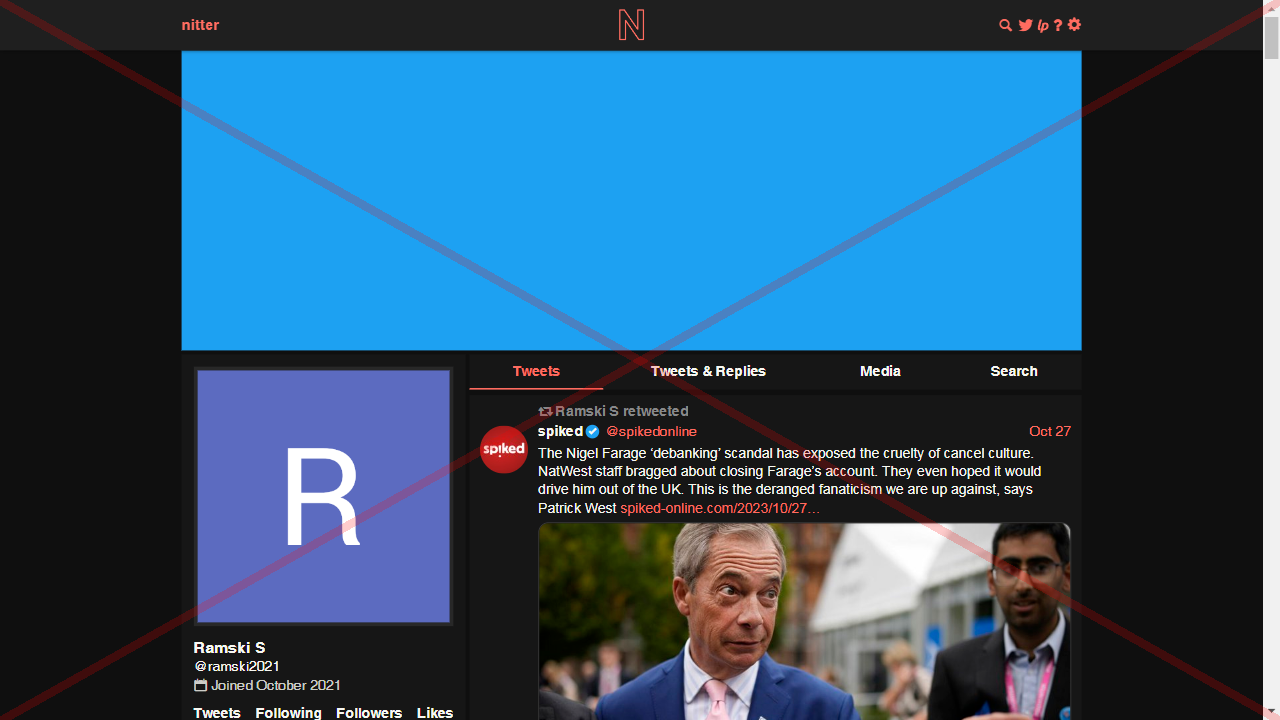 nitter
N
lp ?
Tweets
Tweets & Replies
Media
Search
Ramski S retweeted
spiked @spikedonline Oct 27
spiked
The Nigel Farage ‘debanking’ scandal has exposed the cruelty of cancel culture.
NatWest staff bragged about closing Farage’s account. They even hoped it would
drive him out of the UK. This is the deranged fanaticism we are up against, says
Patrick West spiked-online.com/2023/10/27…
R
Ramski S
@ramski2021
Joined October 2021
Tweets Following Followers Likes